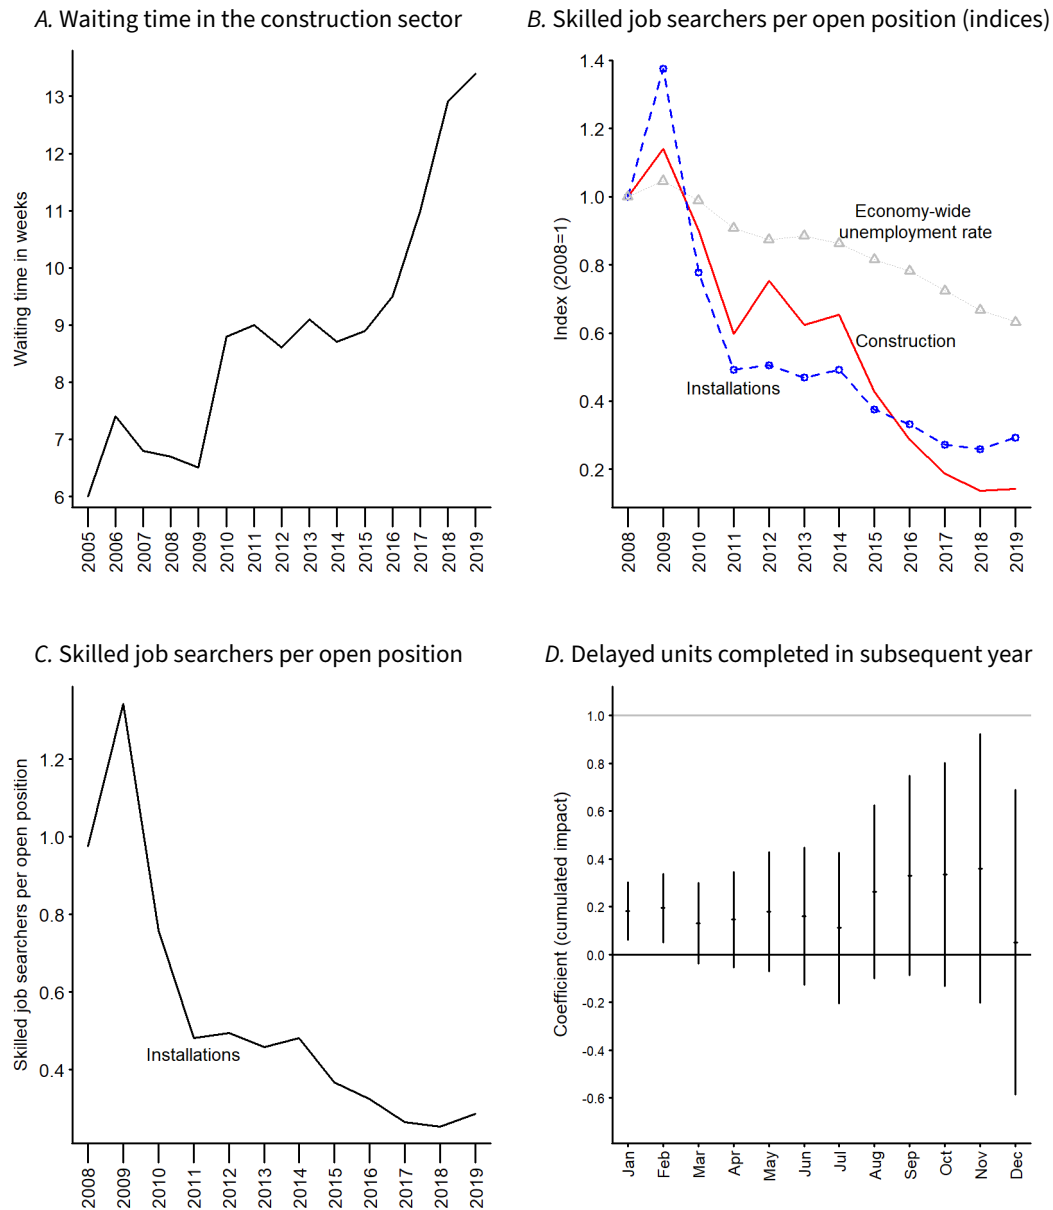 A. Waiting time in the construction sector
Waiting time in weeks
13
12
11
10
9
8
7
6
2005
2006
2007
2008
2009
2010
2011
2012
2013
2014
2015
2016
2017
2018
2019
B. Skilled job searchers per open position (indices)
Index (2008=1)
1.4
1.2
1.0
0.8
0.6
0.4
0.2
Economy-wide
unemployment rate
Construction
Installations
2008
2009
2010
2011
2012
2013
2014
2015
2016
2017
2018
2019
C. Skilled job searchers per open position
Skilled job searchers per open position
1.2
1.0
0.8
0.6
0.4
Installations
2008
2009
2010
2011
2012
2013
2014
2015
2016
2017
2018
2019
D. Delayed units completed in subsequent year
Coefficient (cumulated impact)
1.0
0.8
0.6
0.4
0.2
0.0
-0.2
-0.4
-0.6
Jan
Feb
Mar
Apr
May
Jun
Jul
Aug
Sep
Oct
Nov
Dec